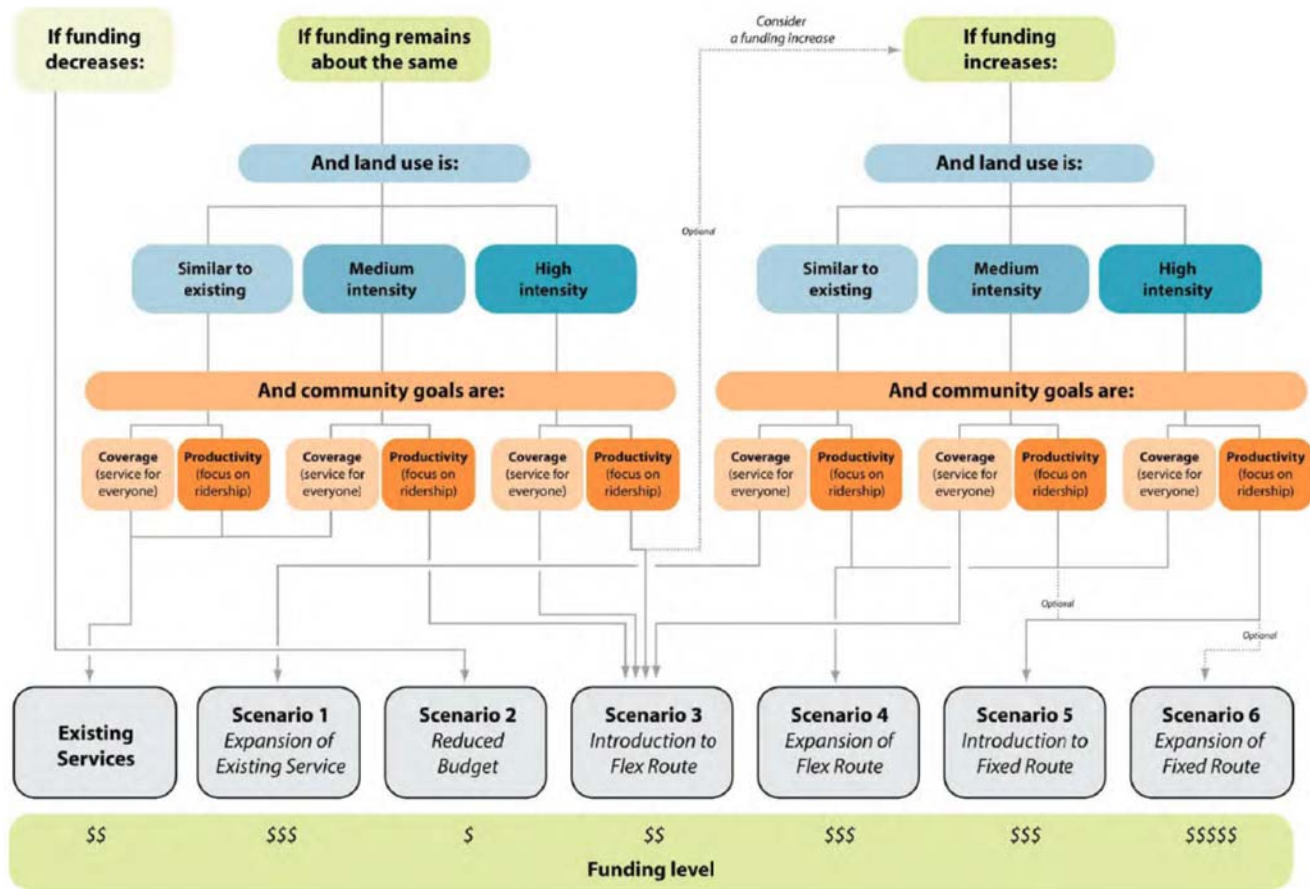 If funding
decreases:
If funding remains
about the same
Consider
a funding increase
If funding
increases:
And land use is:
And land use is:
Optional
Similar to
existing
Medium
intensity
High
intensity
Similar to
existing
Medium
intensity
High
intensity
And community goals are:
And community goals are:
Coverage
(service for
everyone)
Productivity
(focus on
ridership)
Coverage
(service for
everyone)
Productivity
(focus on
ridership)
Coverage
(service for
everyone)
Productivity
(focus on
ridership)
Coverage
(service for
everyone)
Productivity
(focus on
ridership)
Coverage
(service for
everyone)
Productivity
(focus on
ridership)
Coverage
(service for
everyone)
Productivity
(focus on
ridership)
Optional
Optional
Existing
Services
Scenario 1
Expansion of
Existing Service
Scenario 2
Reduced
Budget
Scenario 3
Introduction to
Flex Route
Scenario 4
Expansion of
Flex Route
Scenario 5
Introduction to
Fixed Route
Scenario 6
Expansion of
Fixed Route
$$ $$$ $ $$ $$$ $$$ $$$$$
Funding level